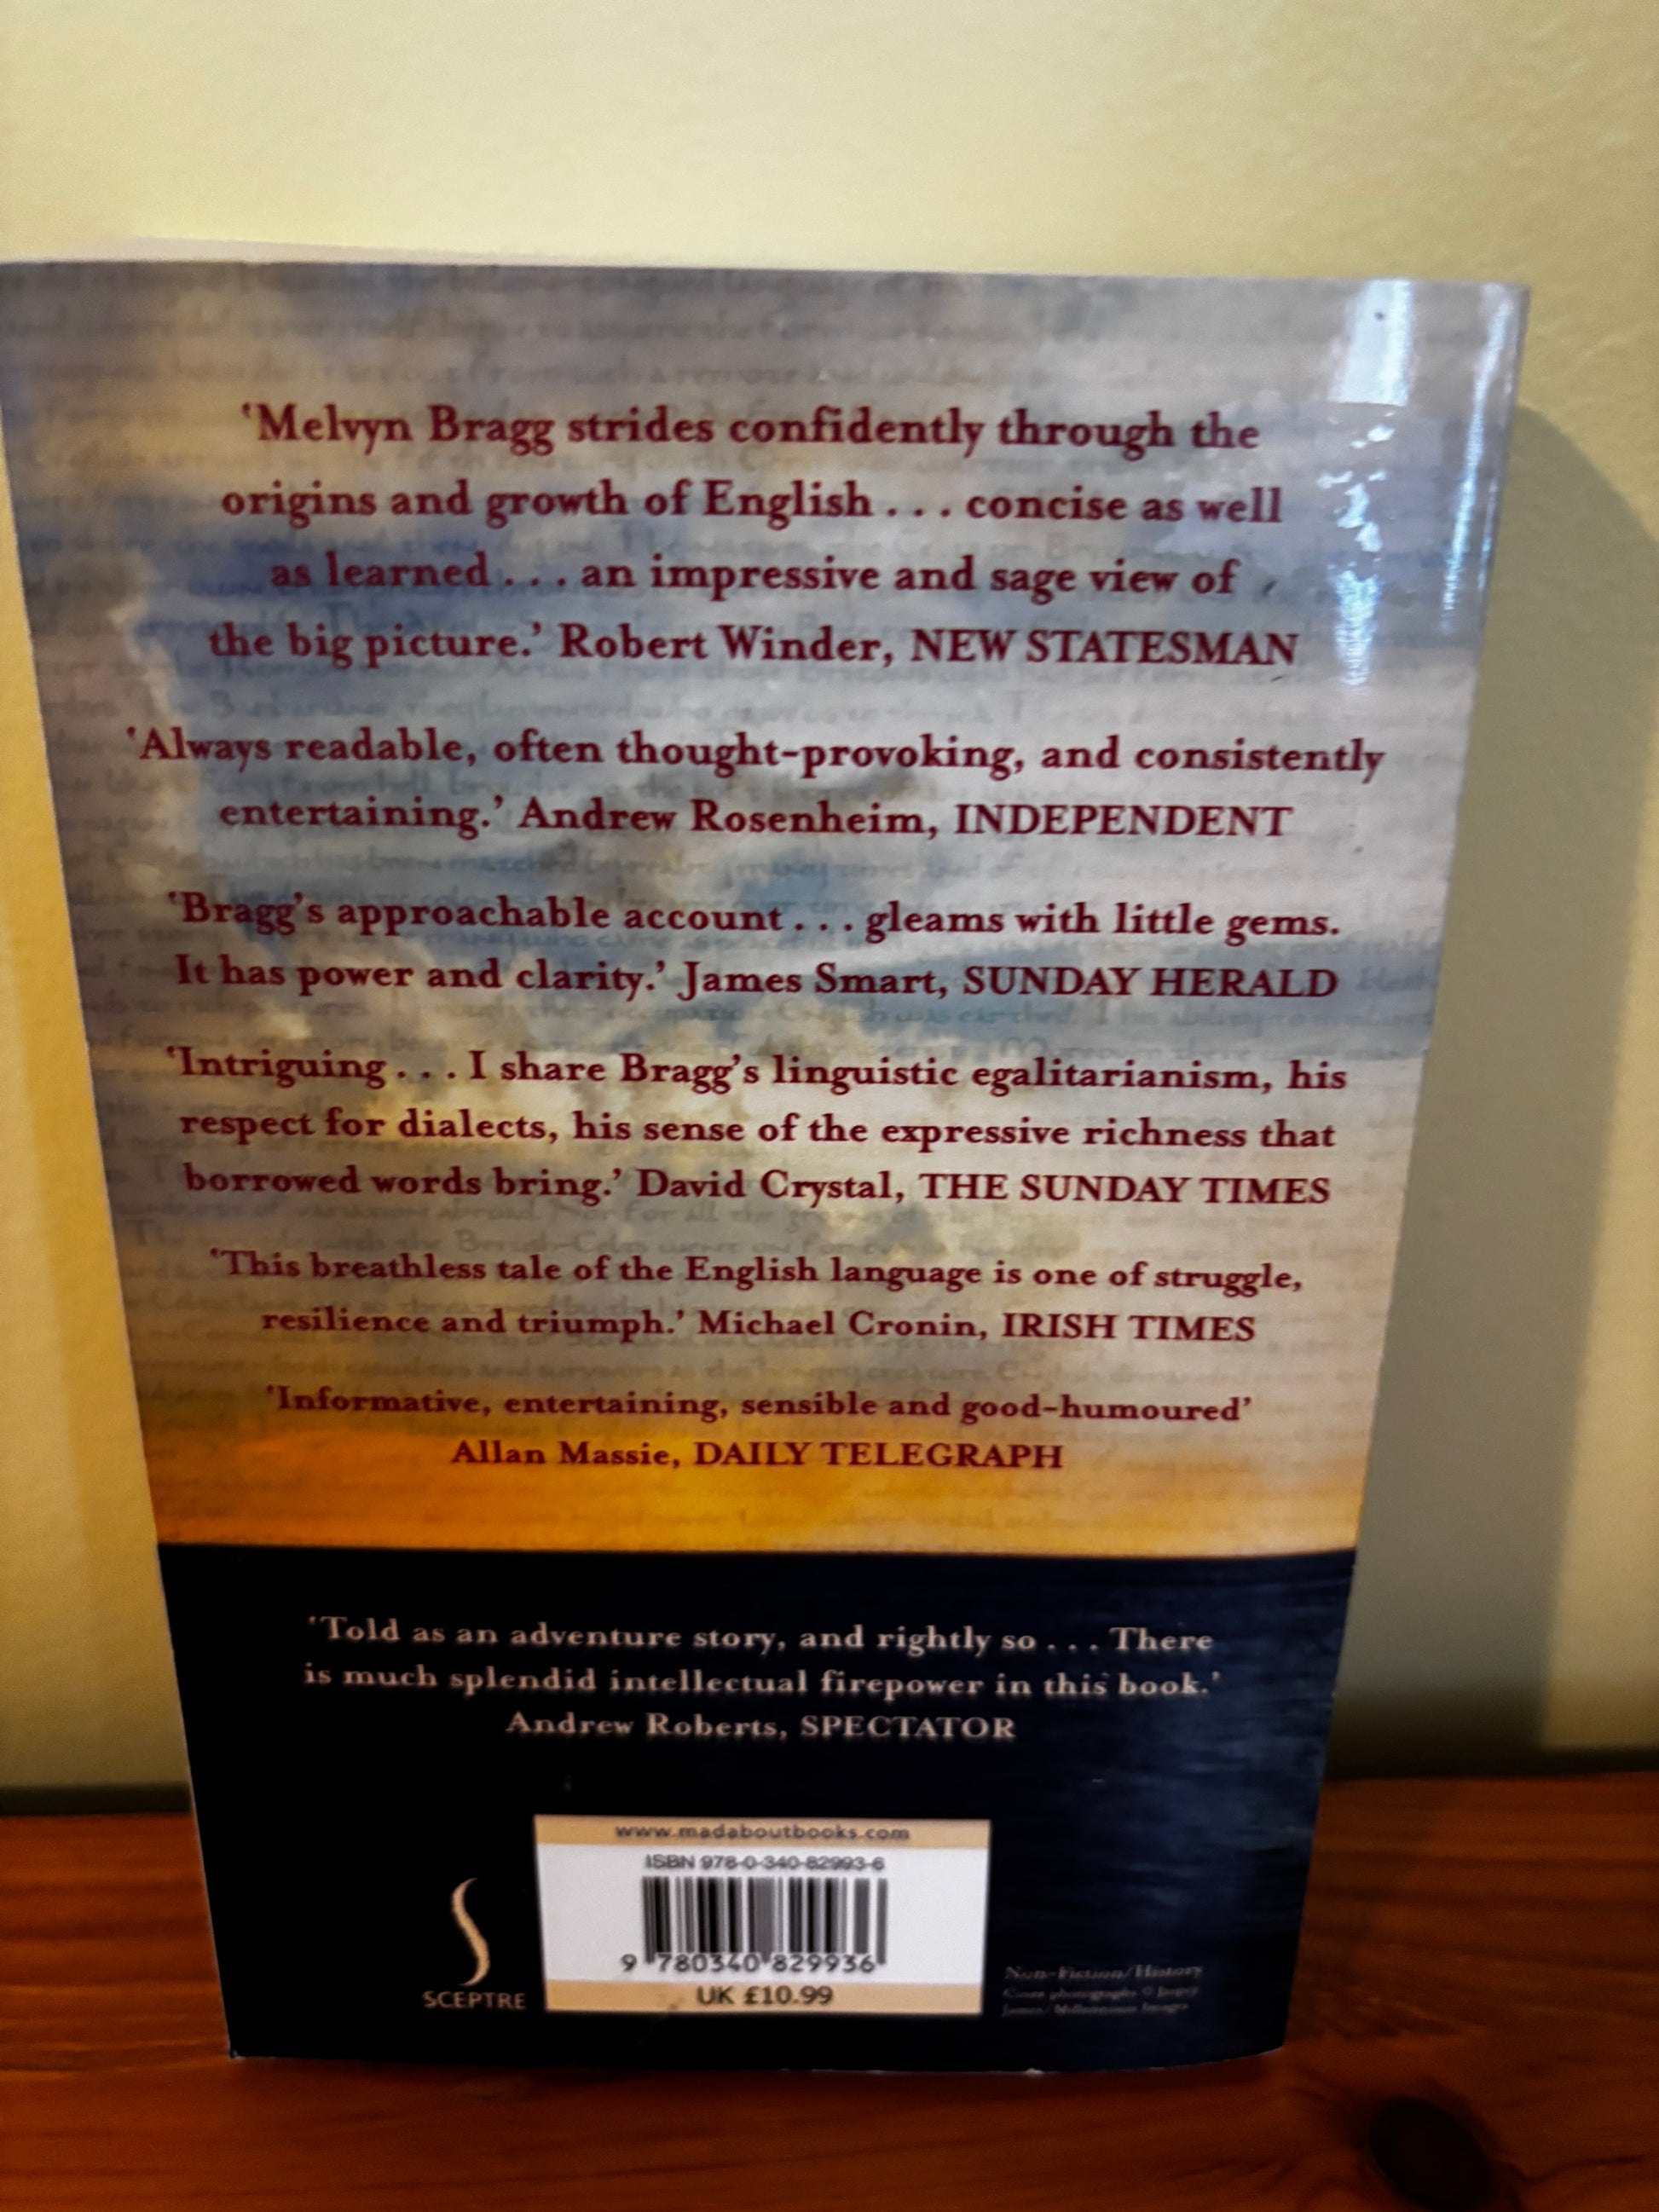 ‘Melvyn Bragg strides confidently through the
origins and growth of English . . . concise as well
as learned . . . an impressive and sage view of
the big picture.’ Robert Winder, NEW STATESMAN
‘Always readable, often thought-provoking, and consistently
entertaining.’ Andrew Rosenheim, INDEPENDENT
‘Bragg’s approachable account . . . gleams with little gems.
It has power and clarity.’ James Smart, SUNDAY HERALD
‘Intriguing . . . I share Bragg’s linguistic egalitarianism, his
respect for dialects, his sense of the expressive richness that
borrowed words bring.’ David Crystal, THE SUNDAY TIMES
‘This breathless tale of the English language is one of struggle,
resilience and triumph.’ Michael Cronin, IRISH TIMES
‘Informative, entertaining, sensible and good-humoured’
Allan Massie, DAILY TELEGRAPH
‘Told as an adventure story, and rightly so . . . There
is much splendid intellectual firepower in this book.’
Andrew Roberts, SPECTATOR
www.madaboutbooks.com
ISBN 978-0-340-82993-6
9 780340 829936
UK £10.99
SCEPTRE
Non-Fiction/History
Cover photographs ©
James/Millennium Images